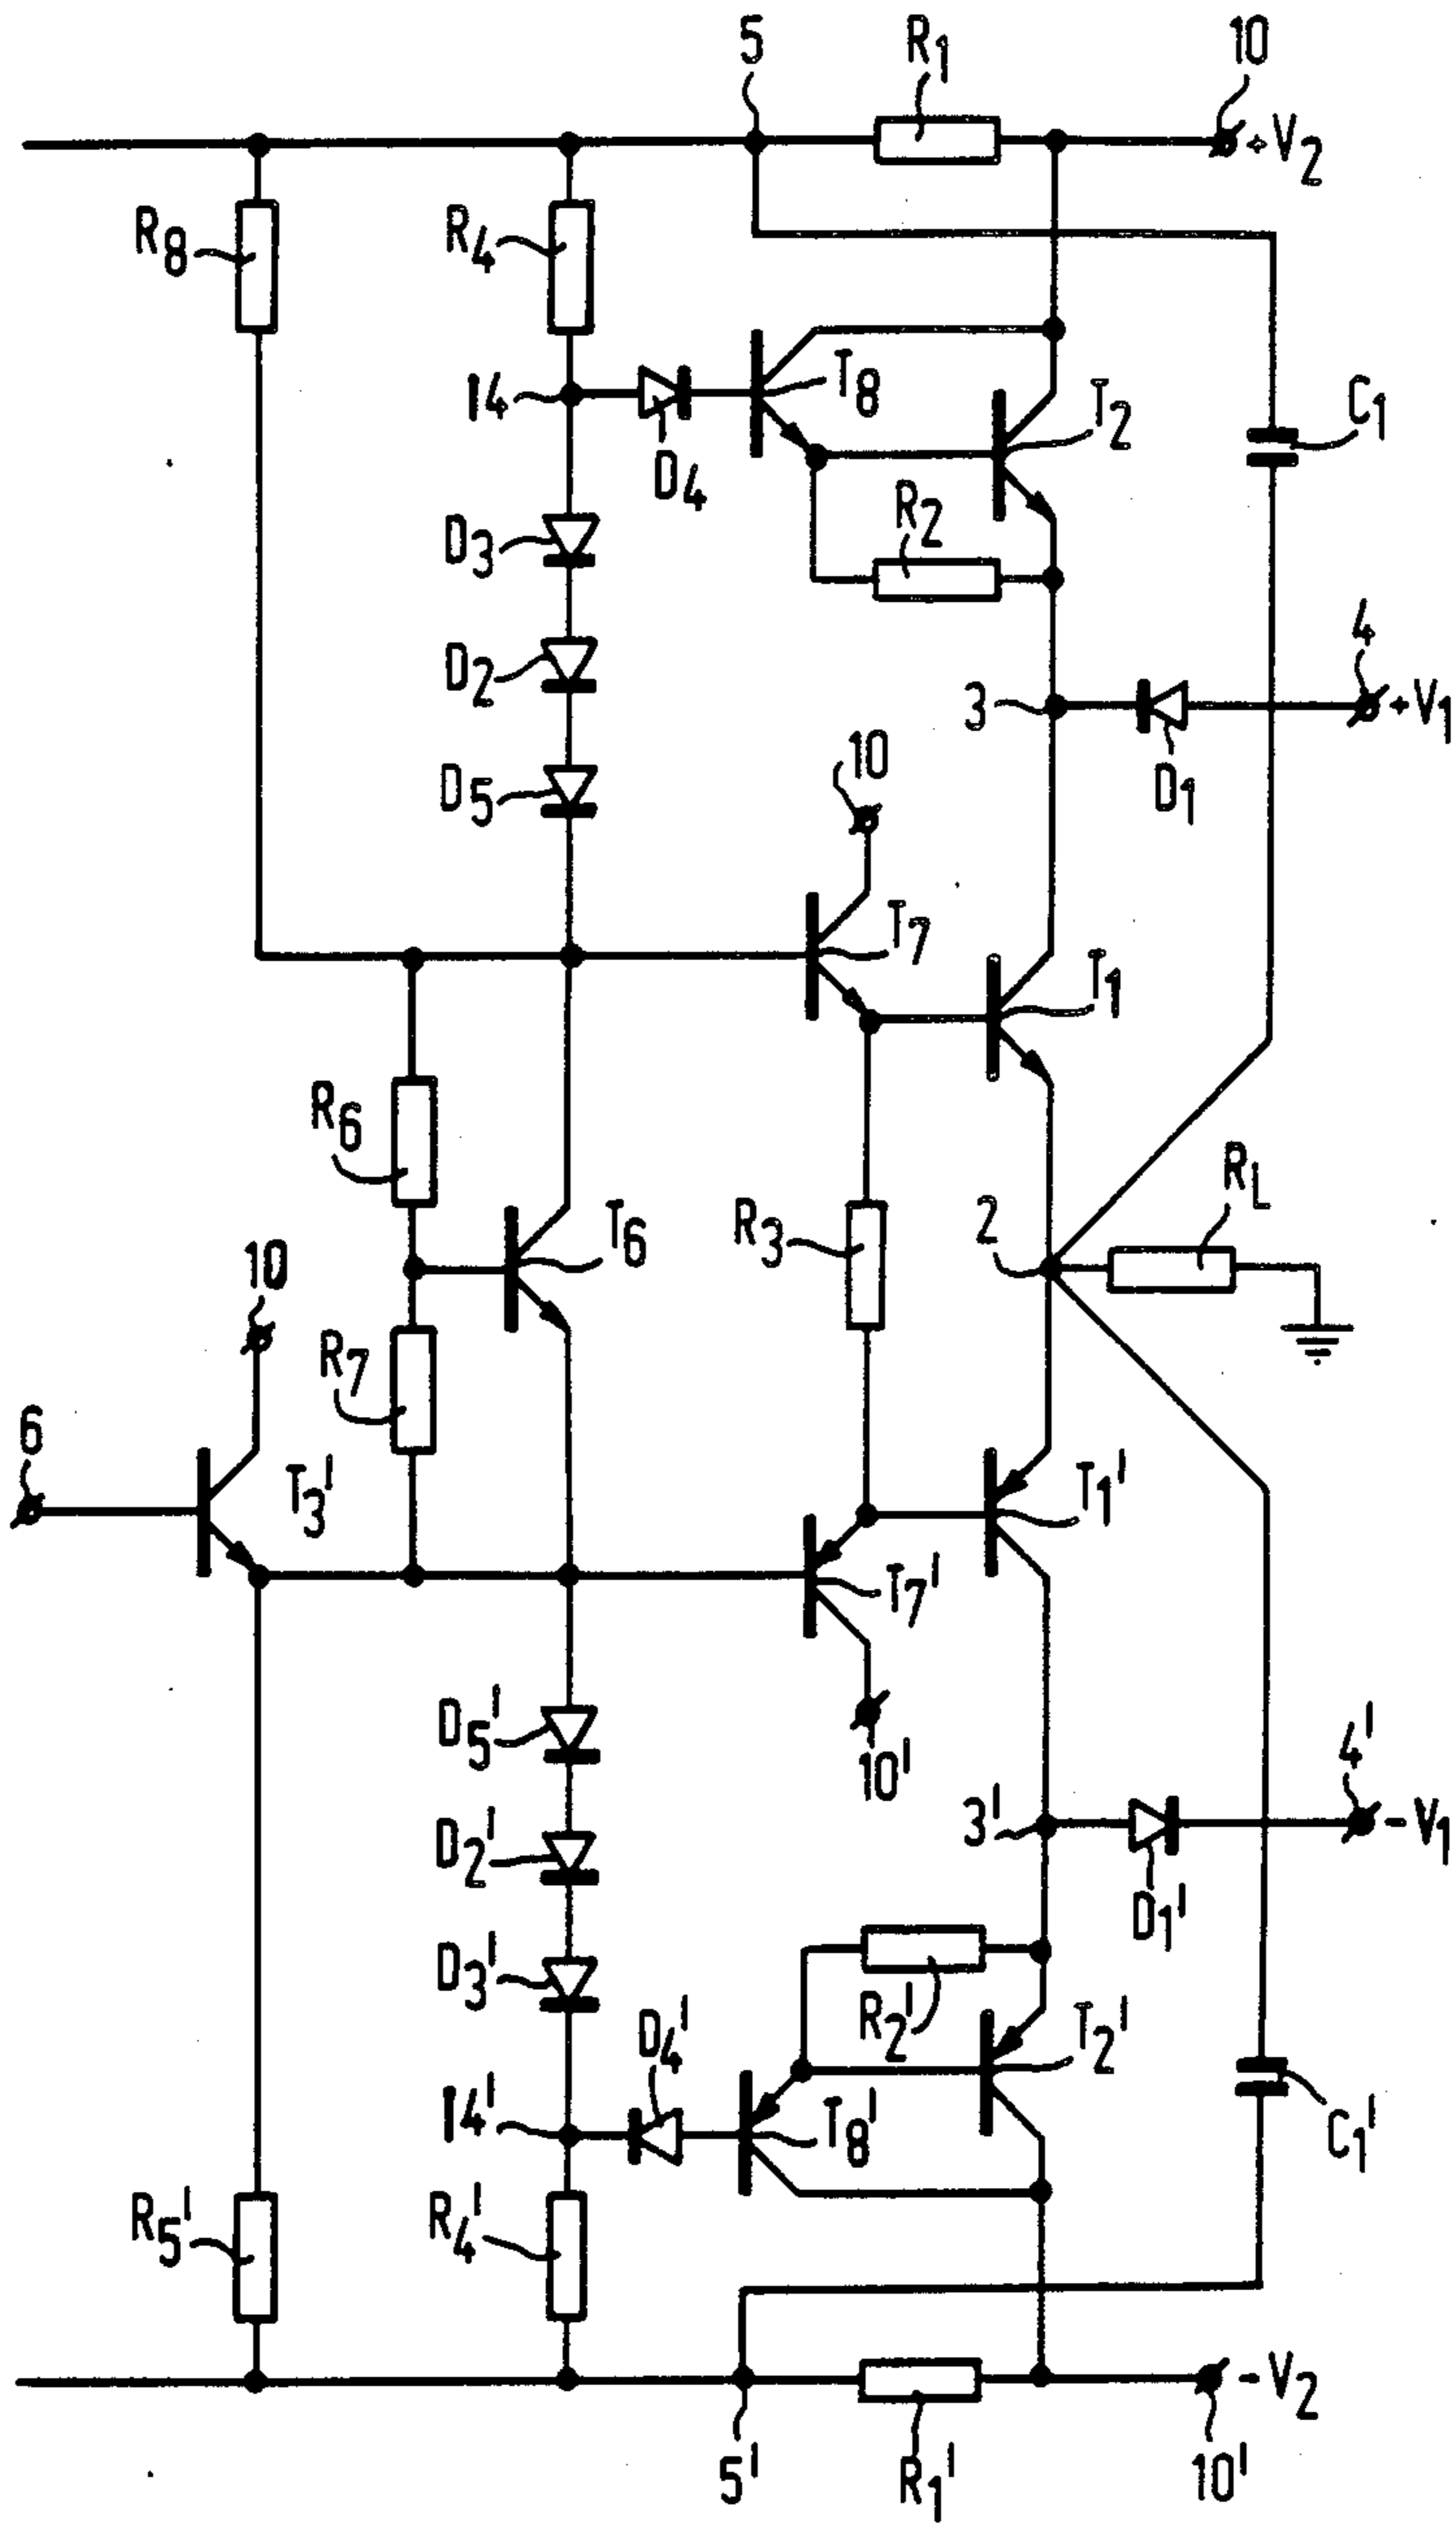 5 R1 10
+V2
R8 R4
14 D4 T8 T2 C1
R2
D3
D2 4
3 +V1
D5 10 D1
T7
T1
R6
T6 R3 2 RL
10
R7
6 T3' T1'
T7'
D5'
10' 4'
D2' 3' -V1
D1'
D3' R2'
D4' T2'
14' T8' C1'
R5' R4'
-V2
5' R1' 10'